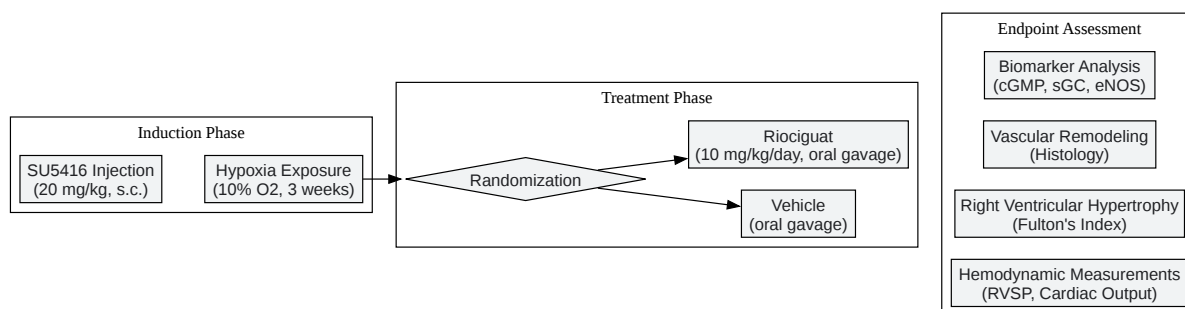 Induction Phase
SU5416 Injection
(20 mg/kg, s.c.)
Hypoxia Exposure
(10% O2, 3 weeks)
Treatment Phase
Randomization
Riociguat
(10 mg/kg/day, oral gavage)
Vehicle
(oral gavage)
Endpoint Assessment
Biomarker Analysis
(cGMP, sGC, eNOS)
Vascular Remodeling
(Histology)
Right Ventricular Hypertrophy
(Fulton's Index)
Hemodynamic Measurements
(RVSP, Cardiac Output)